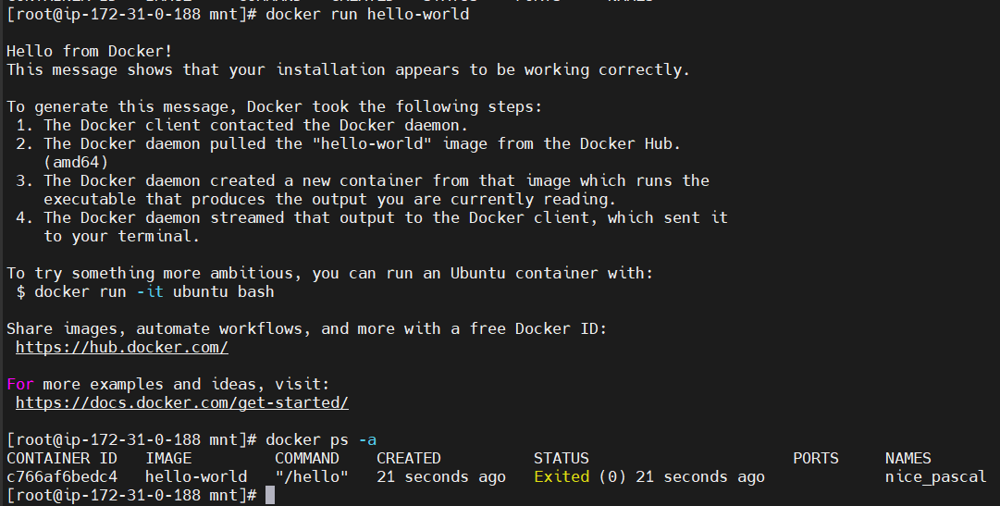 [root@ip-172-31-0-188 mnt]# docker run hello-world
Hello from Docker!
This message shows that your installation appears to be working correctly.
To generate this message, Docker took the following steps:
1. The Docker client contacted the Docker daemon.
2. The Docker daemon pulled the "hello-world" image from the Docker Hub.
(amd64)
3. The Docker daemon created a new container from that image which runs the
executable that produces the output you are currently reading.
4. The Docker daemon streamed that output to the Docker client, which sent it
to your terminal.
To try something more ambitious, you can run an Ubuntu container with:
$ docker run -it ubuntu bash
Share images, automate workflows, and more with a free Docker ID:
https://hub.docker.com/
For more examples and ideas, visit:
https://docs.docker.com/get-started/
[root@ip-172-31-0-188 mnt]# docker ps -a
CONTAINER ID   IMAGE         COMMAND    CREATED          STATUS                      PORTS     NAMES
c766af6bedc4   hello-world   "/hello"   21 seconds ago   Exited (0) 21 seconds ago             nice_pascal
[root@ip-172-31-0-188 mnt]#